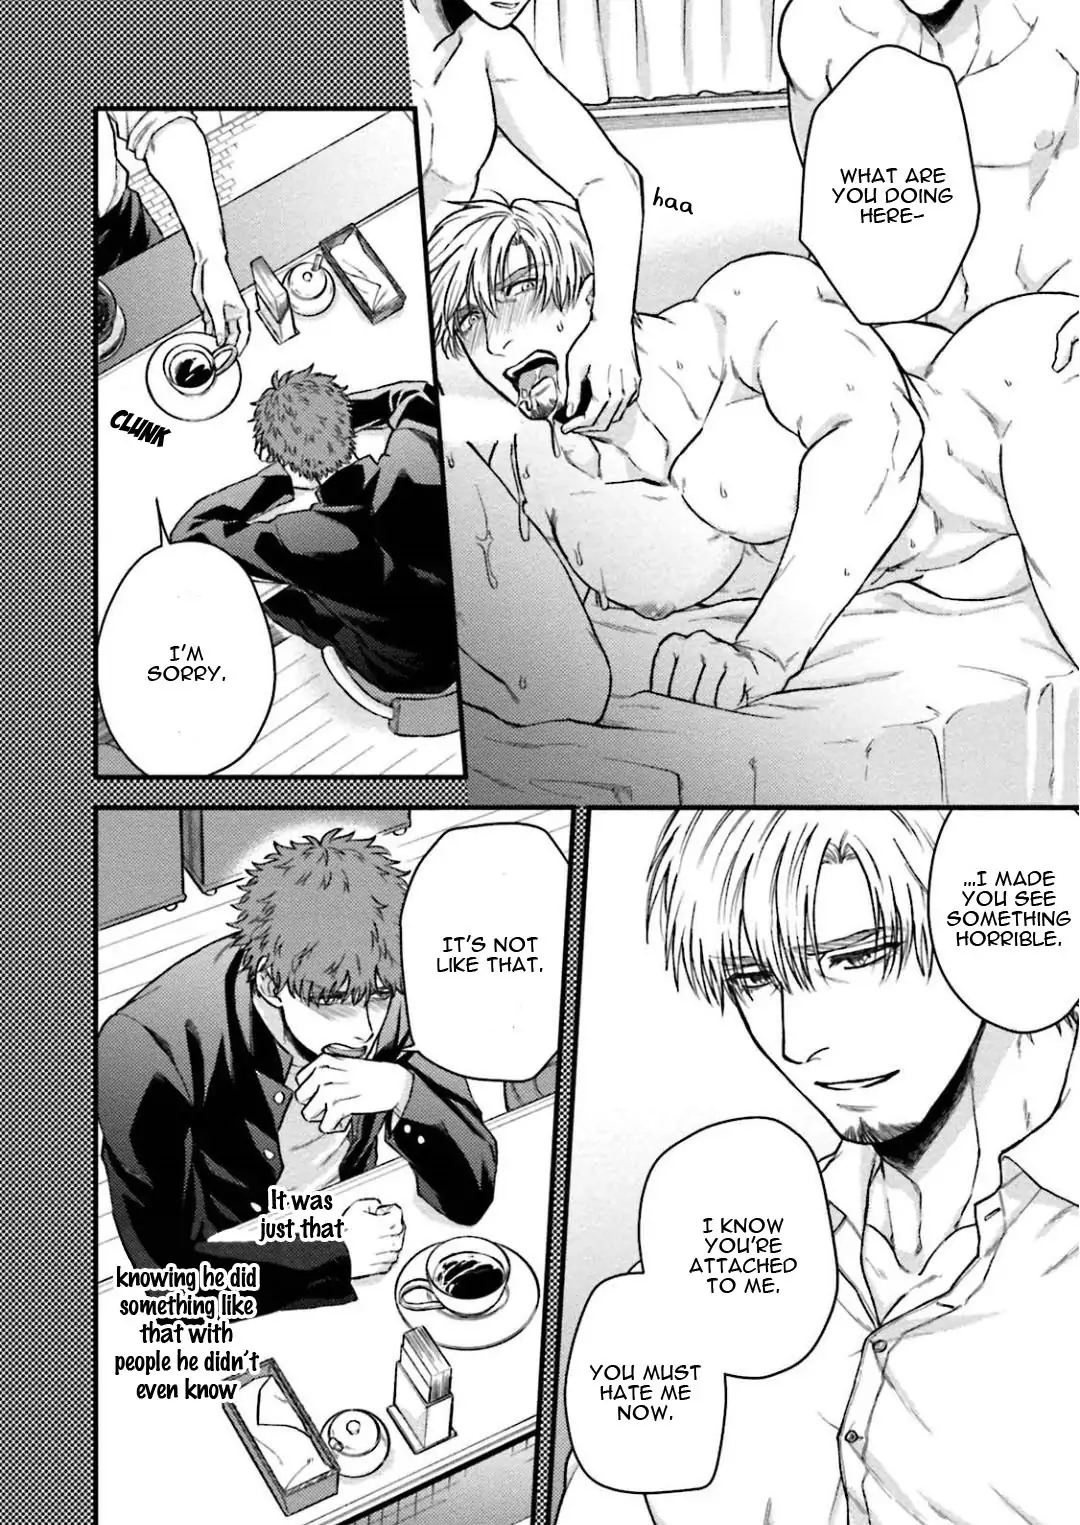 WHAT ARE
YOU DOING
HERE-
haa
CLUNK
I'M
SORRY.
...I MADE
YOU SEE
SOMETHING
HORRIBLE.
I KNOW
YOU'RE
ATTACHED
TO ME.
YOU MUST
HATE ME
NOW.
IT'S NOT
LIKE THAT.
It was
just that
knowing he did
something like
that with
people he didn't
even know